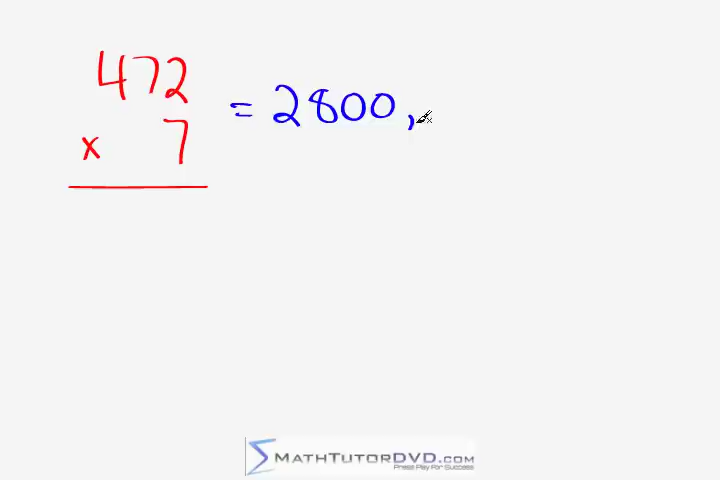 472
= 2800,
x 7
MATHTUTORDVD.COM
Press Play For Success